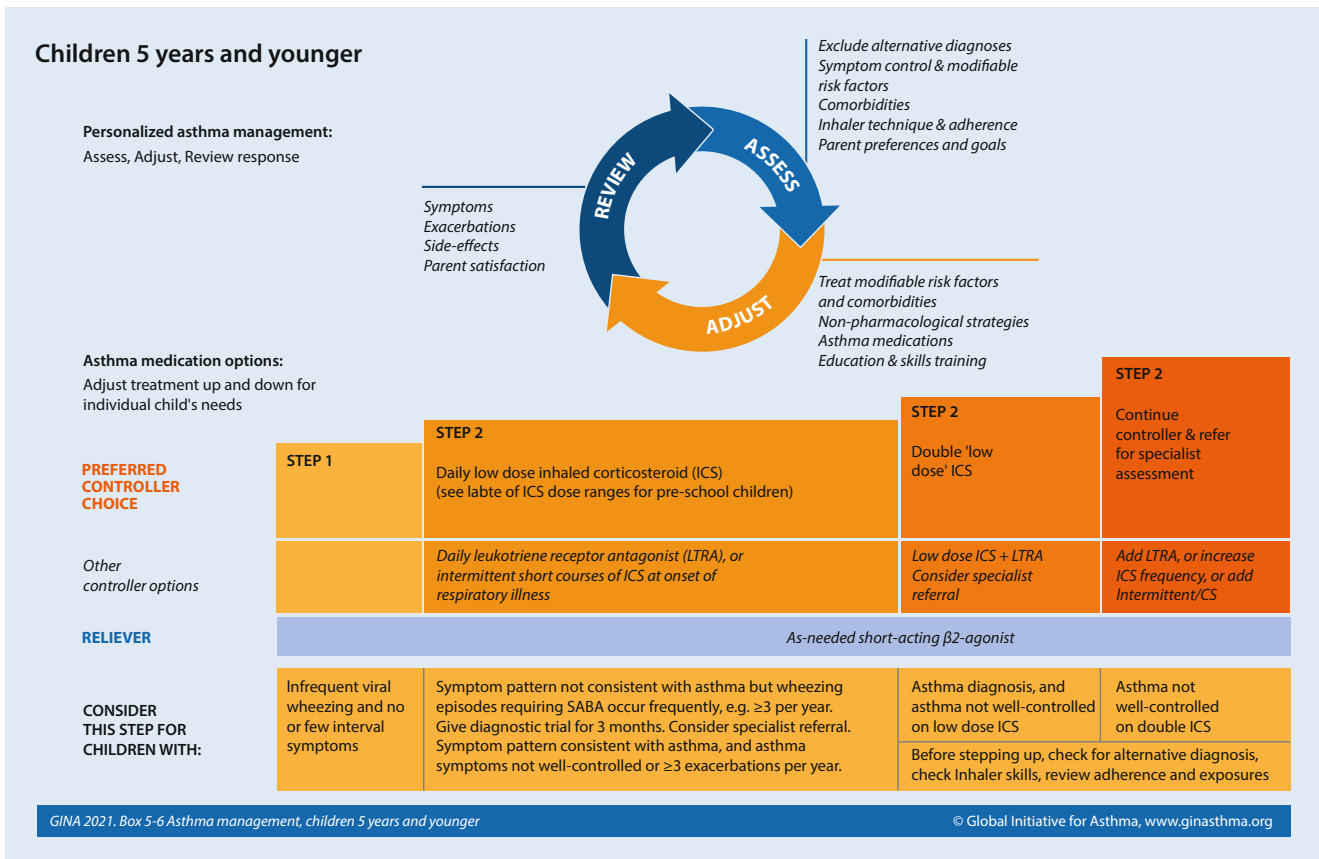 Children 5 years and younger
Personalized asthma management:
Assess, Adjust, Review response
REVIEW
ASSESS
ADJUST
Exclude alternative diagnoses
Symptom control & modifiable
risk factors
Comorbidities
Inhaler technique & adherence
Parent preferences and goals
Symptoms
Exacerbations
Side-effects
Parent satisfaction
Treat modifiable risk factors
and comorbidities
Non-pharmacological strategies
Asthma medications
Education & skills training
Asthma medication options:
Adjust treatment up and down for
individual child's needs
PREFERRED
CONTROLLER
CHOICE
STEP 1
STEP 2
Daily low dose inhaled corticosteroid (ICS)
(see labte of ICS dose ranges for pre-school children)
STEP 2
Double 'low
dose' ICS
STEP 2
Continue
controller & refer
for specialist
assessment
Other
controller options
Daily leukotriene receptor antagonist (LTRA), or
intermittent short courses of ICS at onset of
respiratory illness
Low dose ICS + LTRA
Consider specialist
referral
Add LTRA, or increase
ICS frequency, or add
Intermittent/CS
RELIEVER
As-needed short-acting β2-agonist
CONSIDER
THIS STEP FOR
CHILDREN WITH:
Infrequent viral
wheezing and no
or few interval
symptoms
Symptom pattern not consistent with asthma but wheezing
episodes requiring SABA occur frequently, e.g. ≥3 per year.
Give diagnostic trial for 3 months. Consider specialist referral.
Symptom pattern consistent with asthma, and asthma
symptoms not well-controlled or ≥3 exacerbations per year.
Asthma diagnosis, and
asthma not well-controlled
on low dose ICS
Asthma not
well-controlled
on double ICS
Before stepping up, check for alternative diagnosis,
check Inhaler skills, review adherence and exposures
GINA 2021. Box 5-6 Asthma management, children 5 years and younger
© Global Initiative for Asthma, www.ginasthma.org